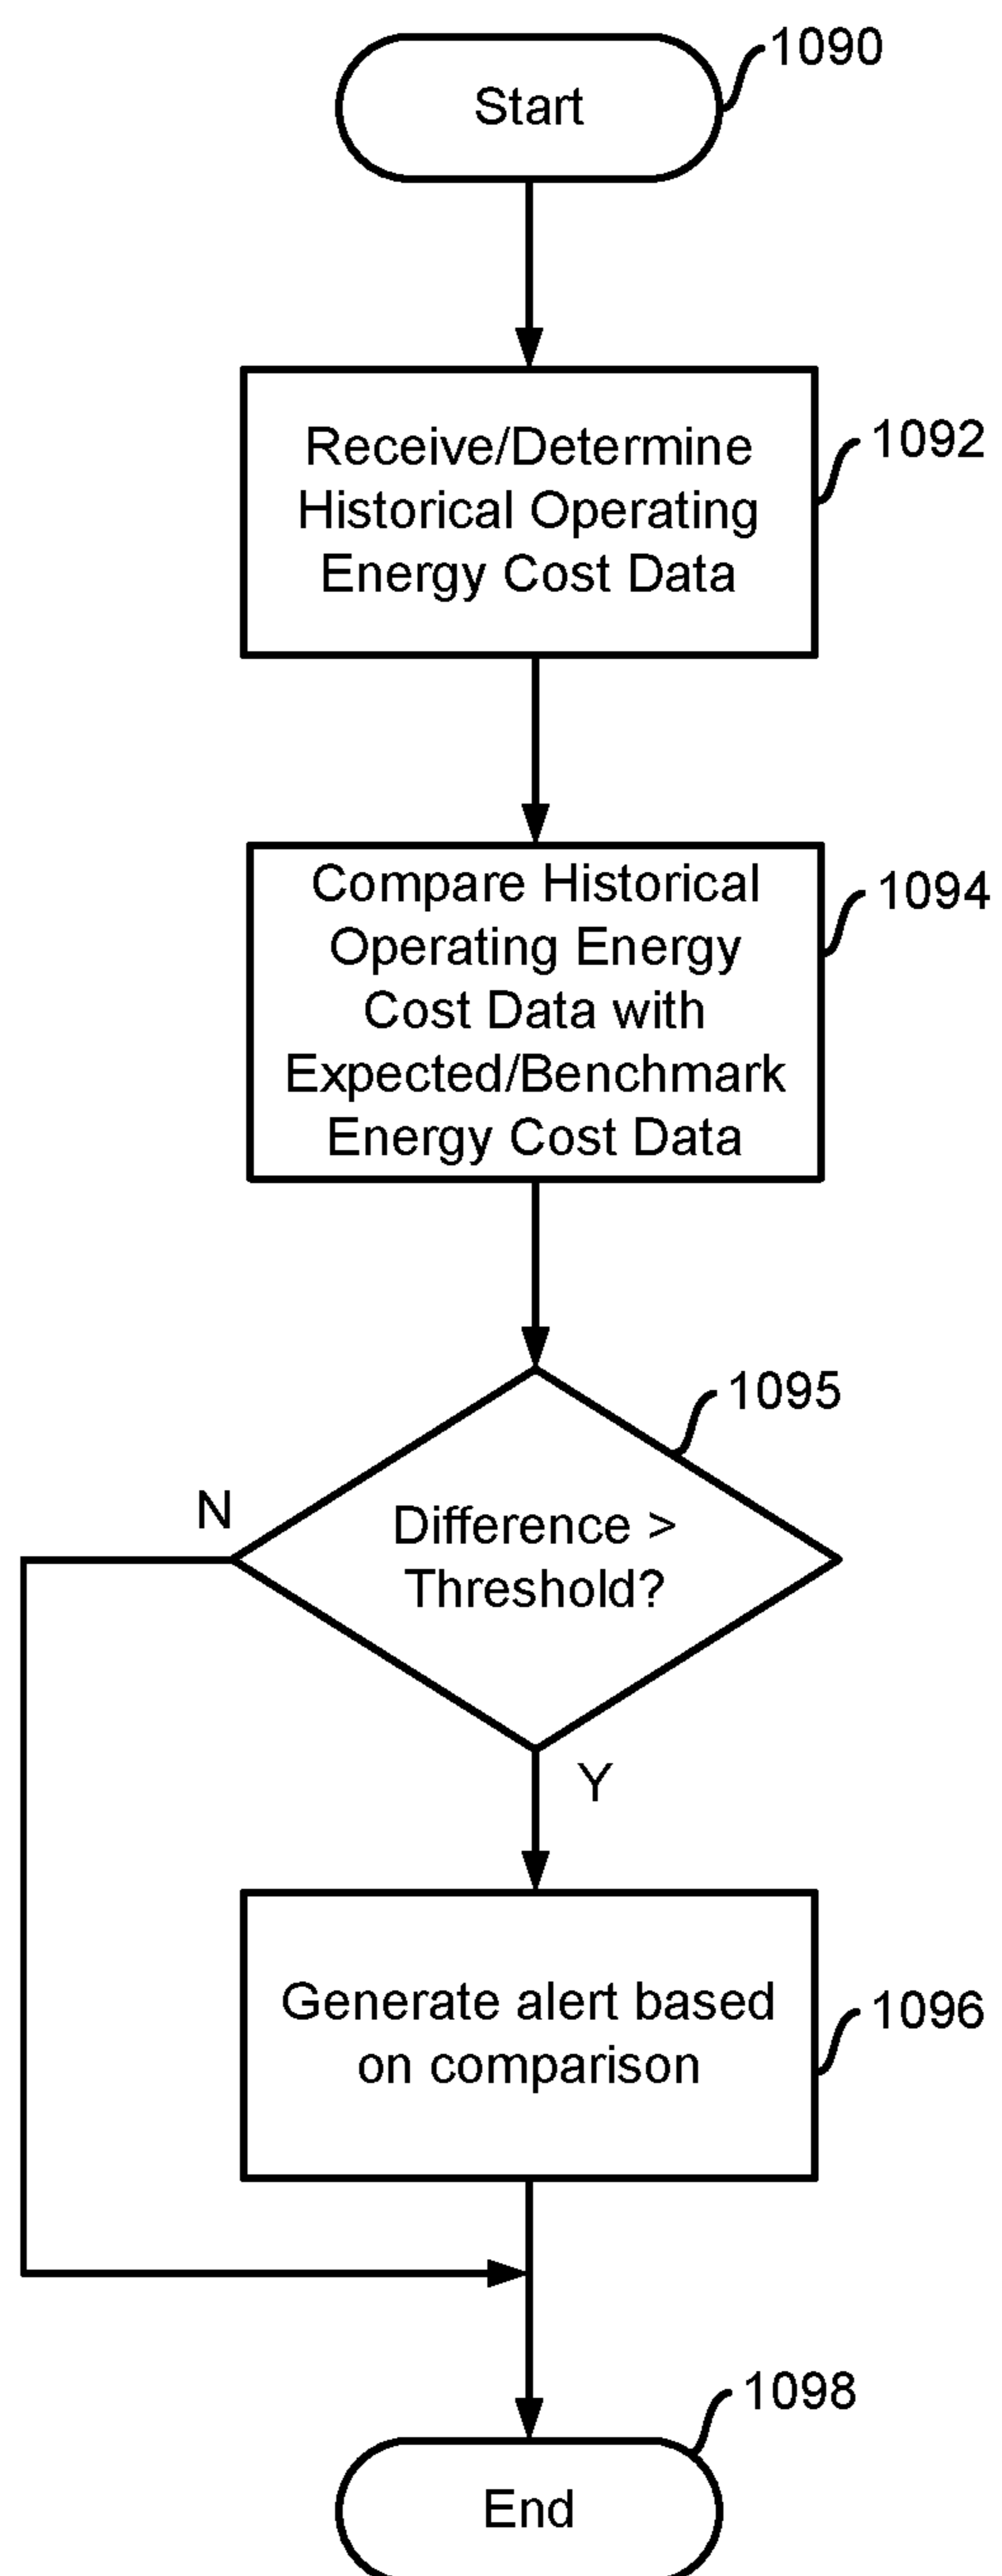 1090
Start
Receive/Determine
Historical Operating
Energy Cost Data
1092
Compare Historical
Operating Energy
Cost Data with
Expected/Benchmark
Energy Cost Data
1094
1095
N
Difference >
Threshold?
Y
Generate alert based
on comparison
1096
1098
End